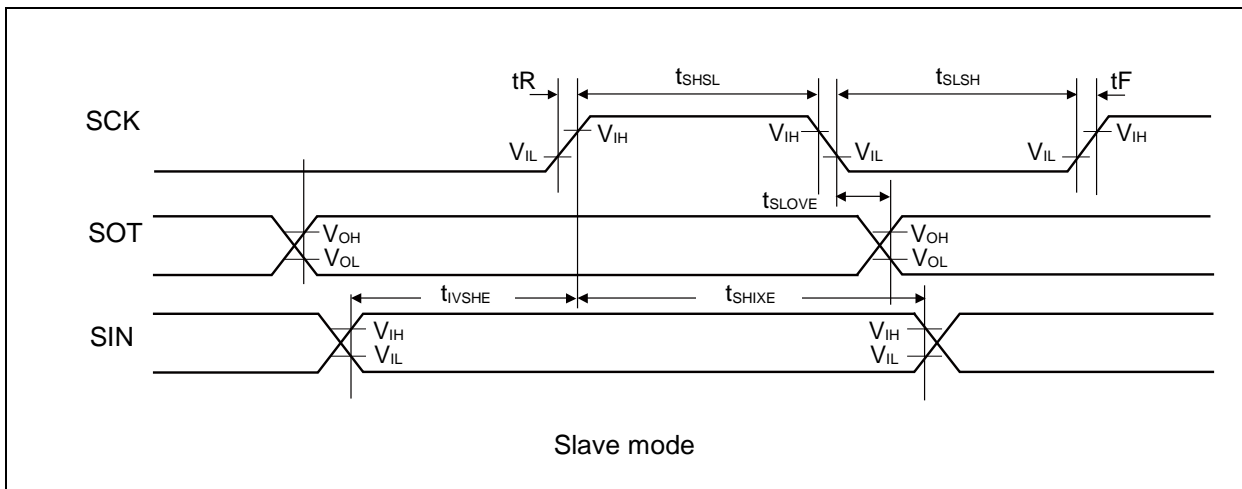 tR tSHSL tSLSH tF
SCK
VIH VIH VIH
VIL VIL VIL
tSLOVE
SOT
VOH VOH
VOL VOL
tIVSHE tSHIXE
SIN
VIH VIH
VIL VIL
Slave mode